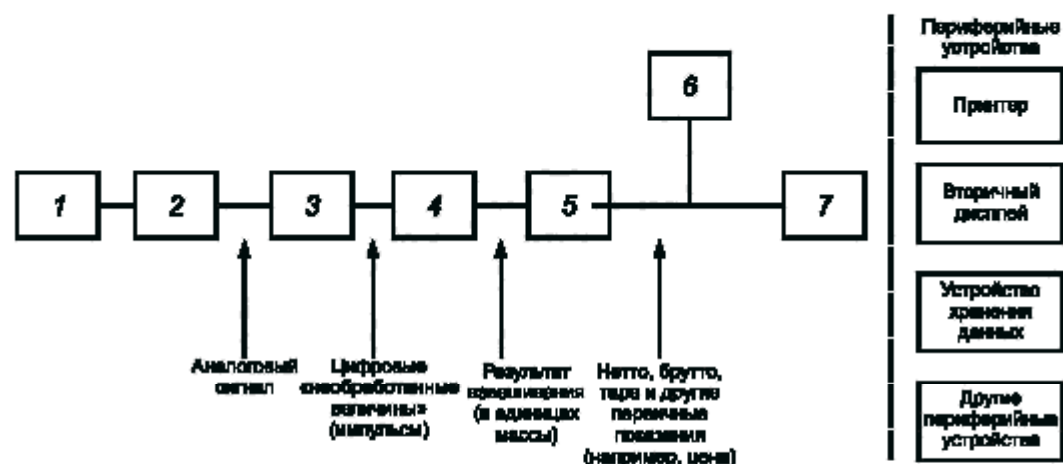 1
2
3
4
5
6
7
Аналоговый
сигнал
Цифровые
«необработанные
величины»
(импульсы)
Результат
взвешивания
(в единицах
массы)
Нетто, брутто,
тара и другие
первичные
показания
(например, цена)
Периферийные
устройства
Принтер
Вторичный
дисплей
Устройство
хранения
данных
Другие
периферийные
устройства